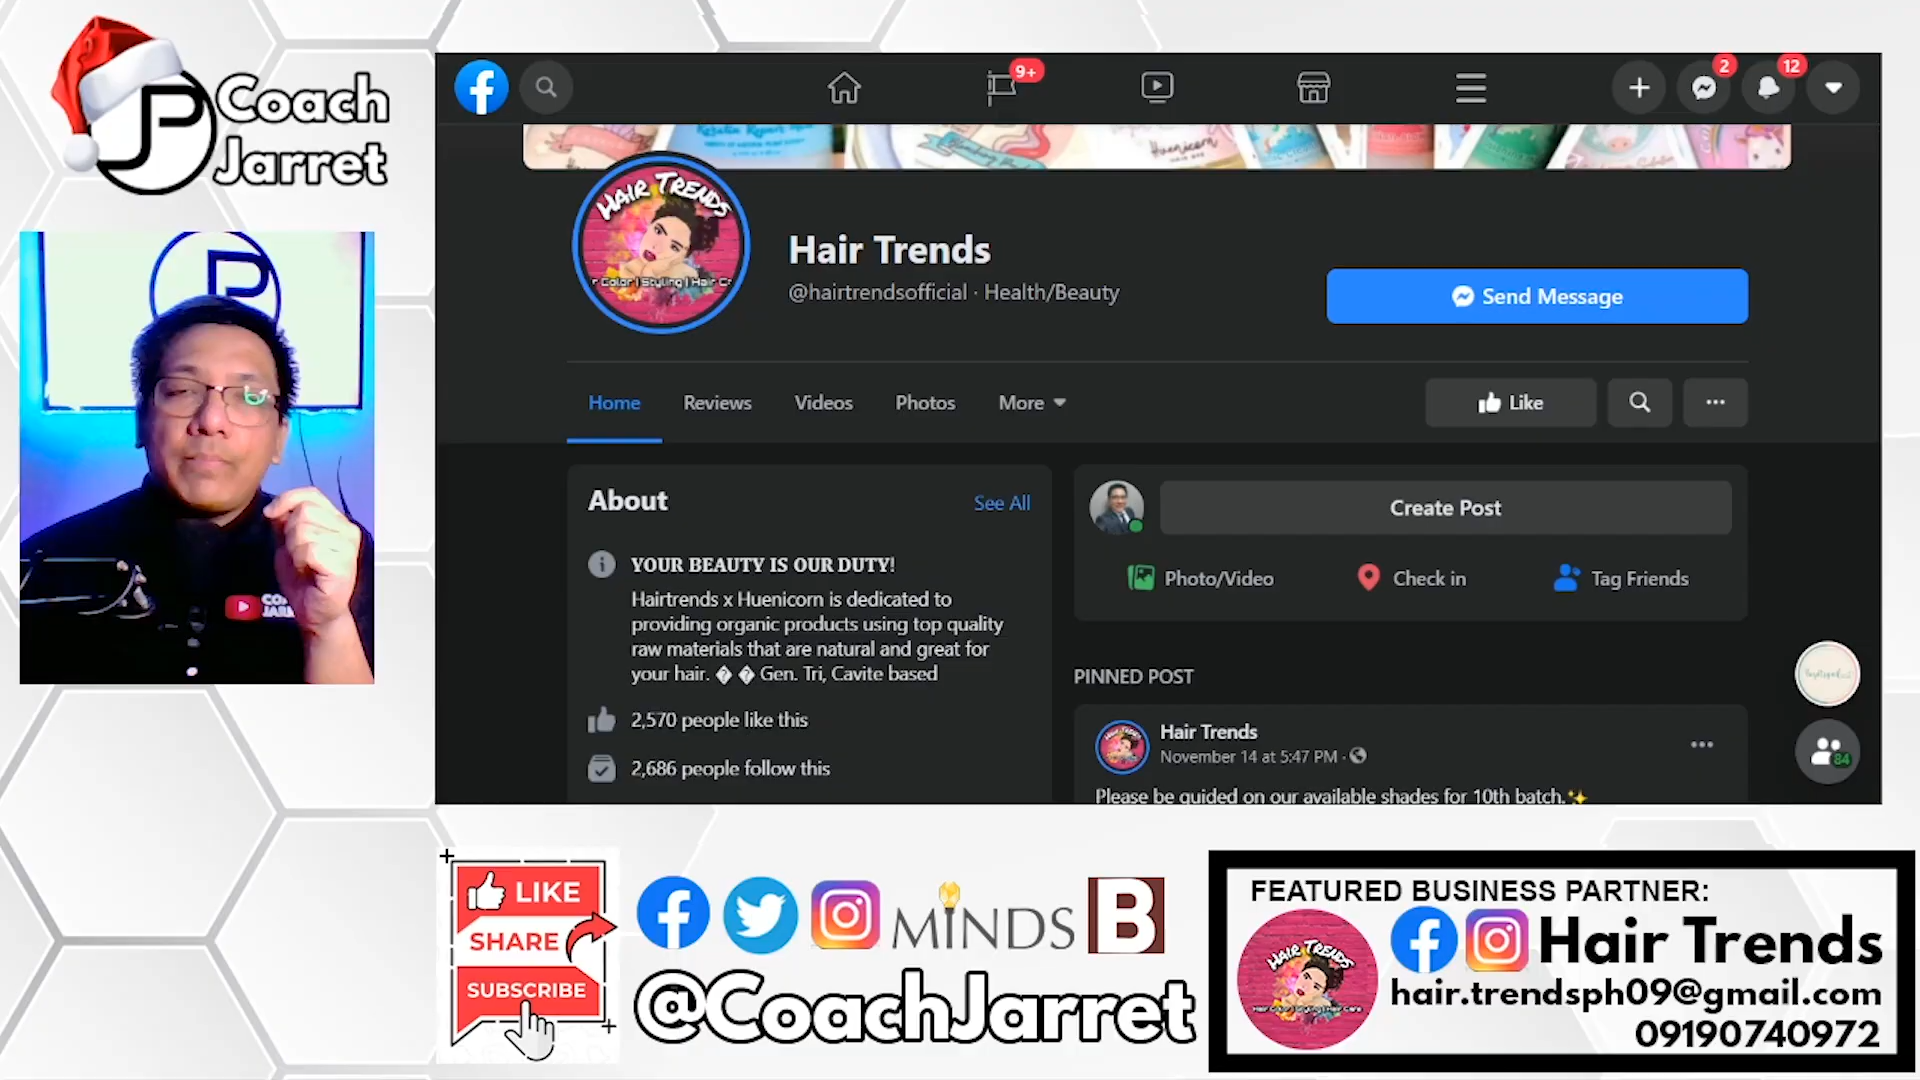 Coach
Jarret
9+
2
12
HAIR TRENDS
Hair Trends
@hairtrendsofficial · Health/Beauty
Send Message
Home
Reviews
Videos
Photos
More
Like
About
See All
YOUR BEAUTY IS OUR DUTY!
Hairtrends x Huenicorn is dedicated to
providing organic products using top quality
raw materials that are natural and great for
your hair. � � Gen. Tri, Cavite based
2,570 people like this
2,686 people follow this
Create Post
Photo/Video
Check in
Tag Friends
PINNED POST
Hair Trends
November 14 at 5:47 PM ·
Please be guided on our available shades for 10th batch.✨
84
LIKE
SHARE
SUBSCRIBE
MINDS
B
@CoachJarret
FEATURED BUSINESS PARTNER:
HAIR TRENDS
Hair Trends
hair.trendsph09@gmail.com
09190740972